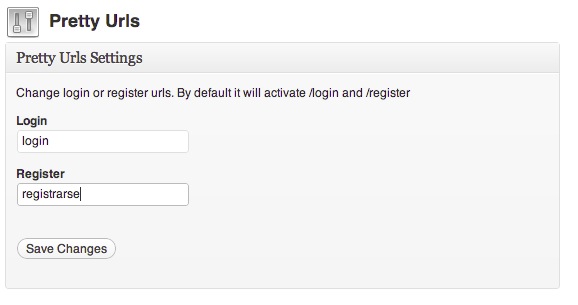 Pretty Urls
Pretty Urls Settings
Change login or register urls. By default it will activate /login and /register
Login
login
Register
registrarse
Save Changes